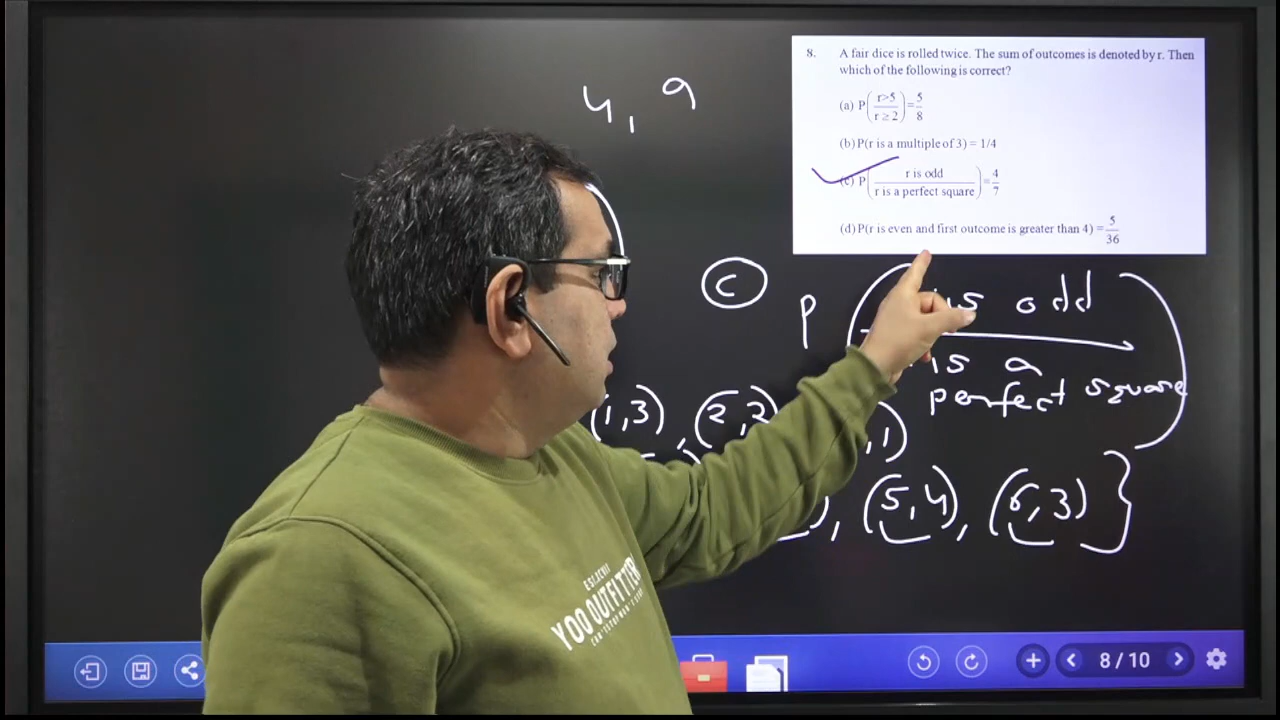 4, 9
8. A fair dice is rolled twice. The sum of outcomes is denoted by r. Then
which of the following is correct?
(a) P(r>5/r≥2)=5/8
(b) P(r is a multiple of 3) = 1/4
(c) P(r is odd/r is a perfect square)=4/7
(d) P(r is even and first outcome is greater than 4) = 5/36
(c) P is odd
is a
perfect square
(1,3), (2,2) ,1)
), (5,4), (6,3)}
YOO OUTFITTER
8 / 10